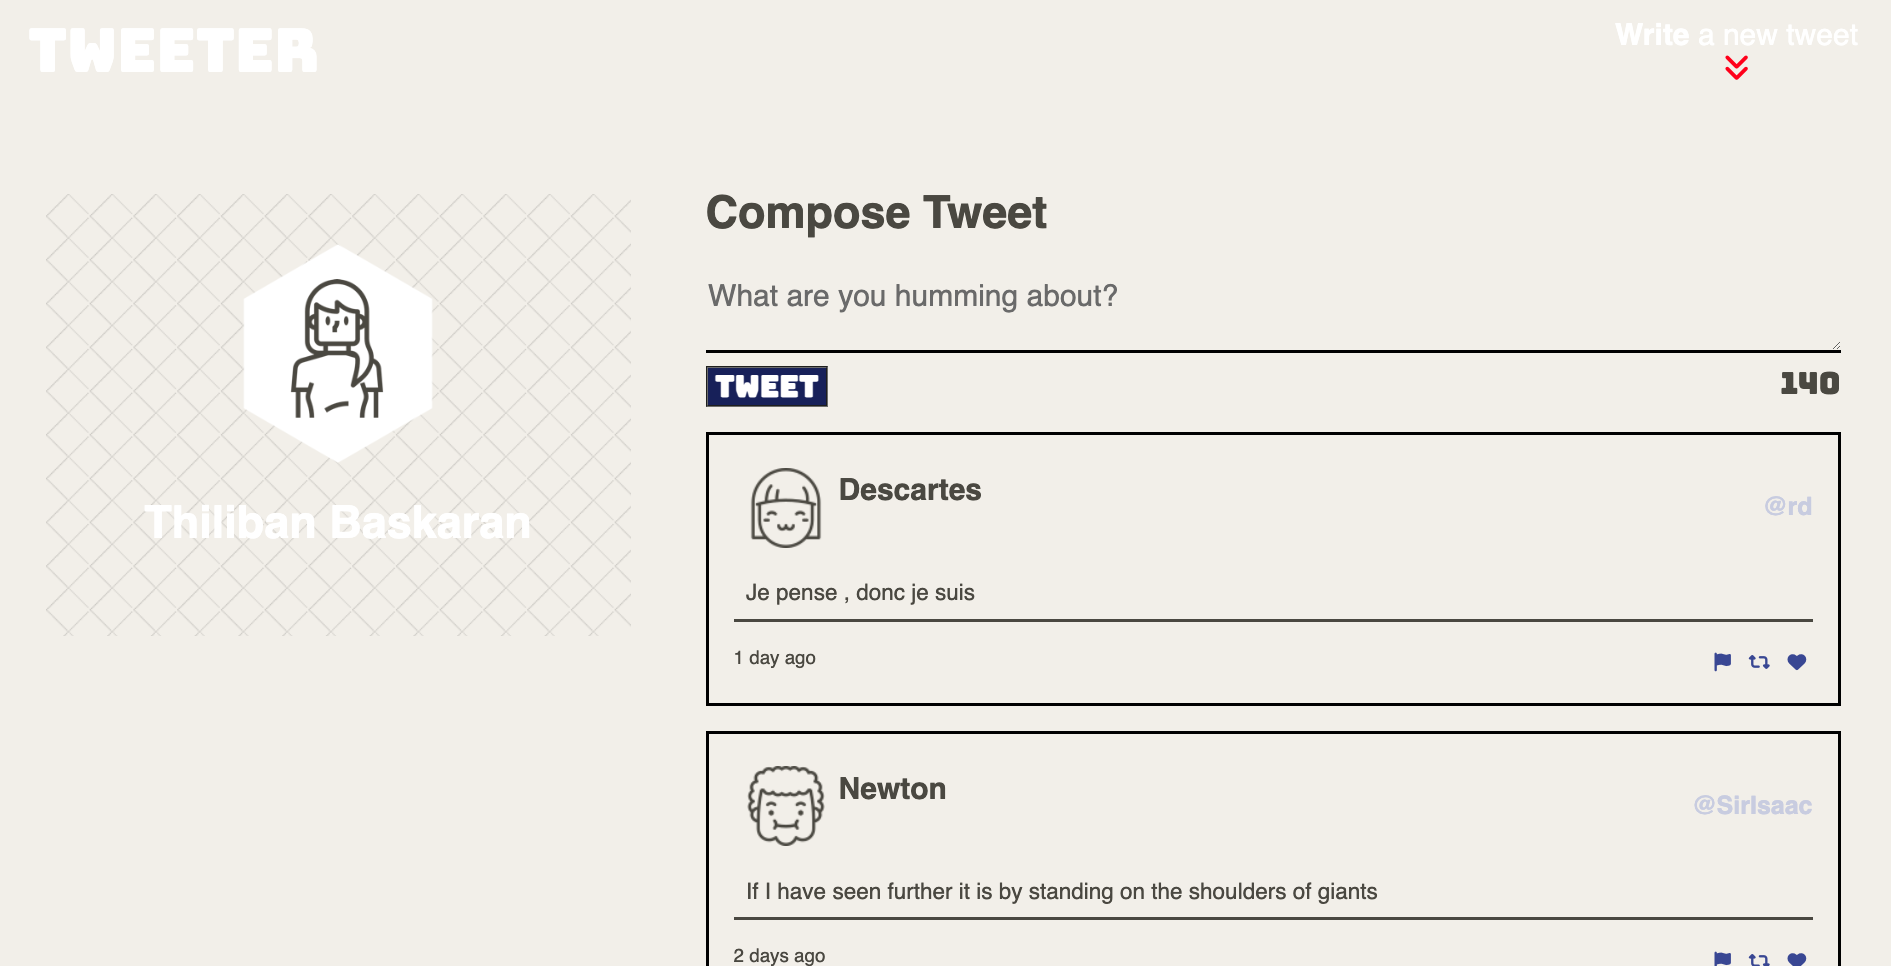 TWEETER
Write a new tweet
Thiliban Baskaran
Compose Tweet
What are you humming about?
TWEET
140
Descartes
@rd
Je pense , donc je suis
1 day ago
Newton
@SirIsaac
If I have seen further it is by standing on the shoulders of giants
2 days ago